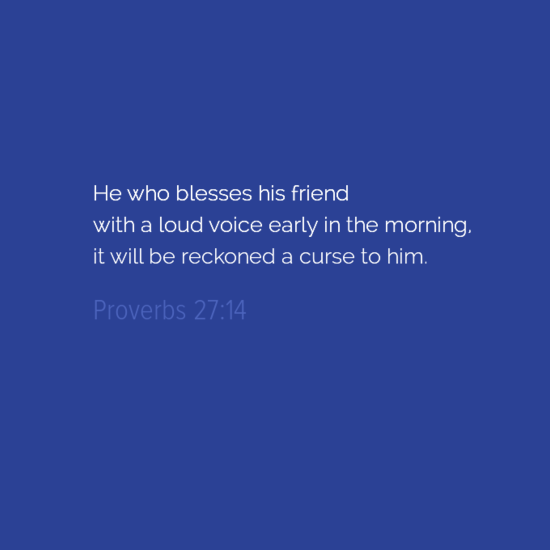 He who blesses his friend
with a loud voice early in the morning,
it will be reckoned a curse to him.
Proverbs 27:14